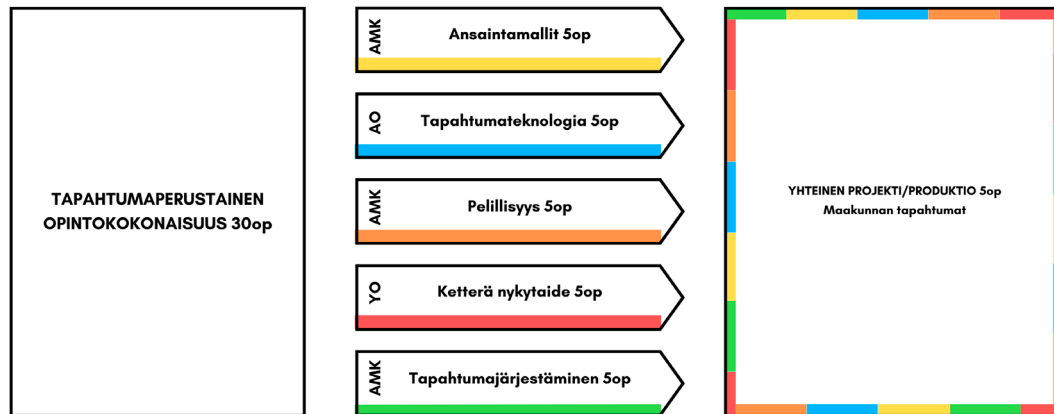 TAPAHTUMAPERUSTAINEN
OPINTOKOKONAISUUS 30op
AMK
Ansaintamallit 5op
AO
Tapahtumateknologia 5op
AMK
Pelillisyys 5op
YO
Ketterä nykytaide 5op
AMK
Tapahtumajärjestäminen 5op
YHTEINEN PROJEKTI/PRODUKTIO 5op
Maakunnan tapahtumat